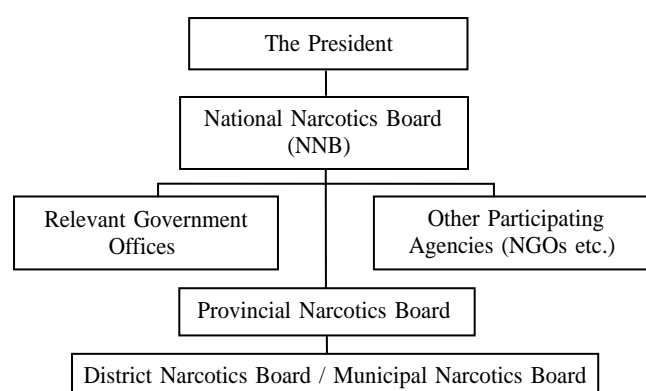 The President
National Narcotics Board
(NNB)
Relevant Government
Offices
Other Participating
Agencies (NGOs etc.)
Provincial Narcotics Board
District Narcotics Board / Municipal Narcotics Board